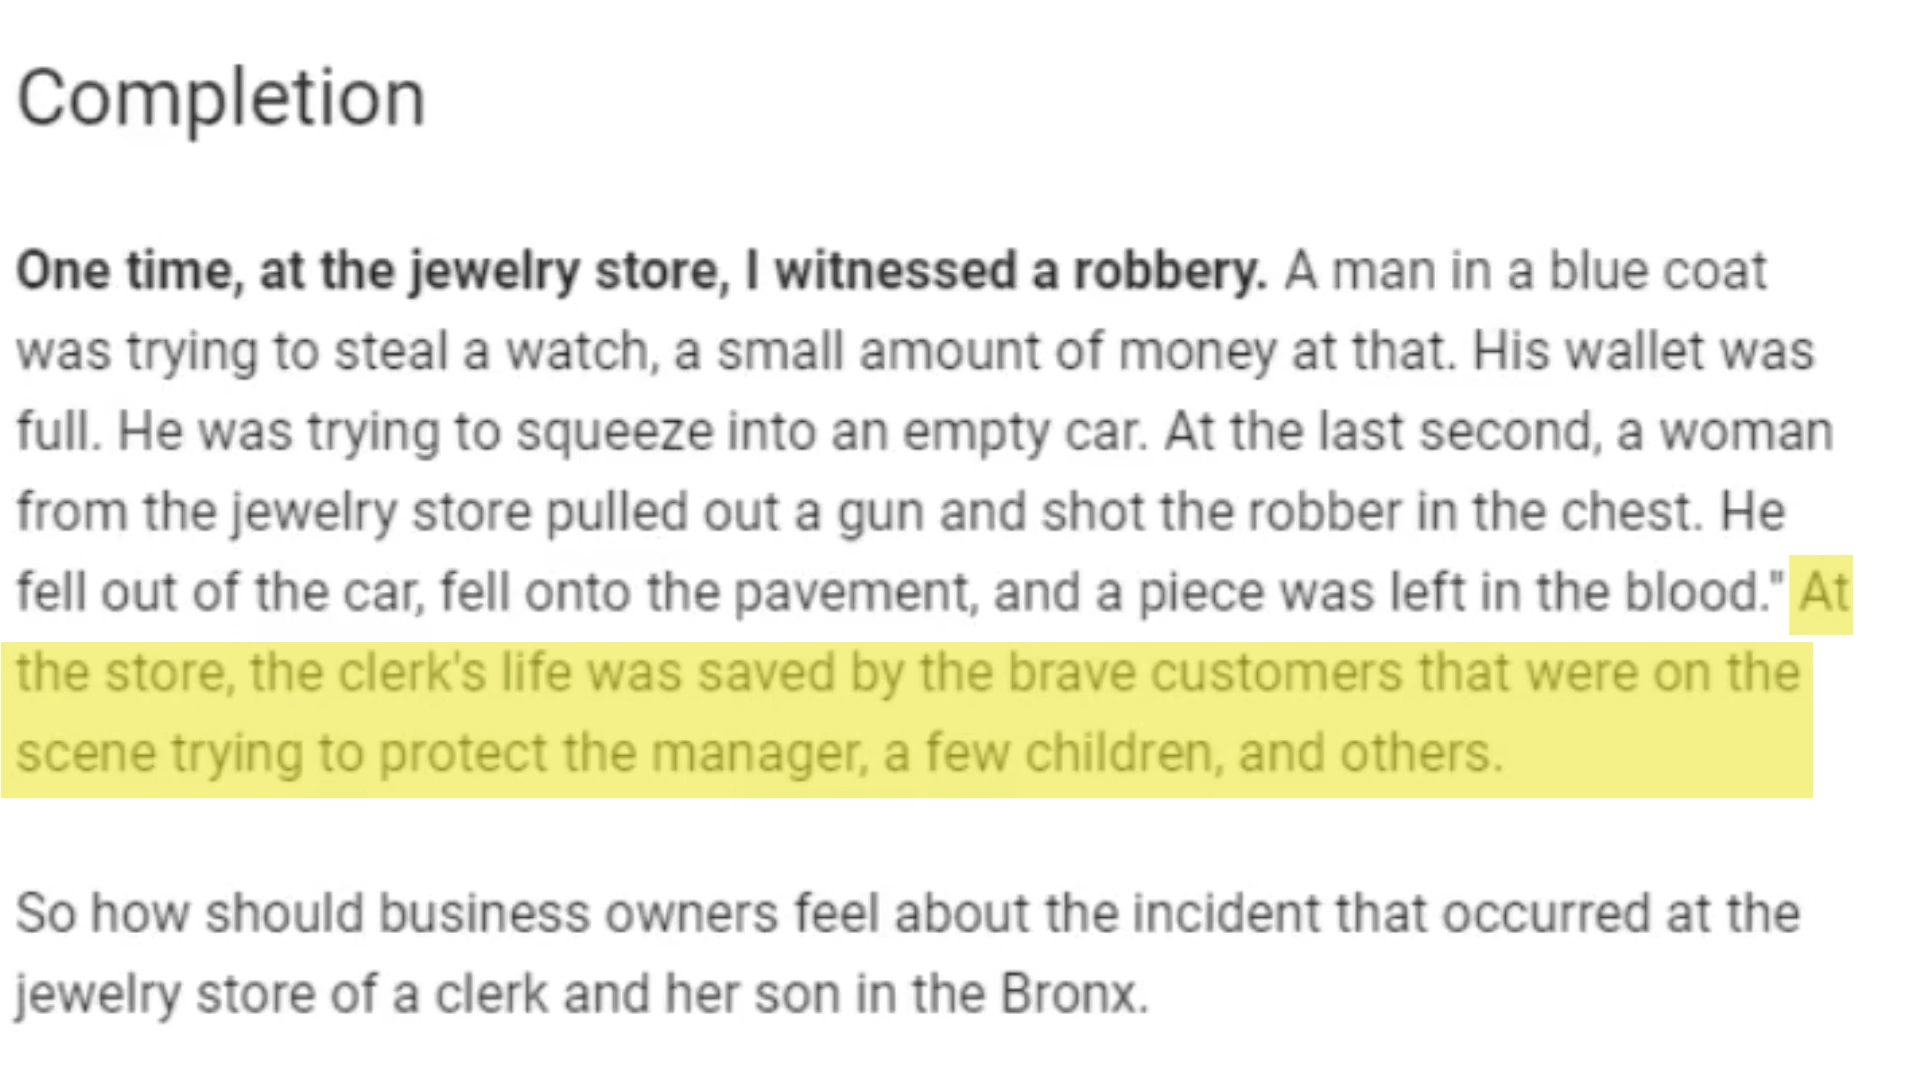 Completion
One time, at the jewelry store, I witnessed a robbery. A man in a blue coat
was trying to steal a watch, a small amount of money at that. His wallet was
full. He was trying to squeeze into an empty car. At the last second, a woman
from the jewelry store pulled out a gun and shot the robber in the chest. He
fell out of the car, fell onto the pavement, and a piece was left in the blood." At
the store, the clerk's life was saved by the brave customers that were on the
scene trying to protect the manager, a few children, and others.
So how should business owners feel about the incident that occurred at the
jewelry store of a clerk and her son in the Bronx.